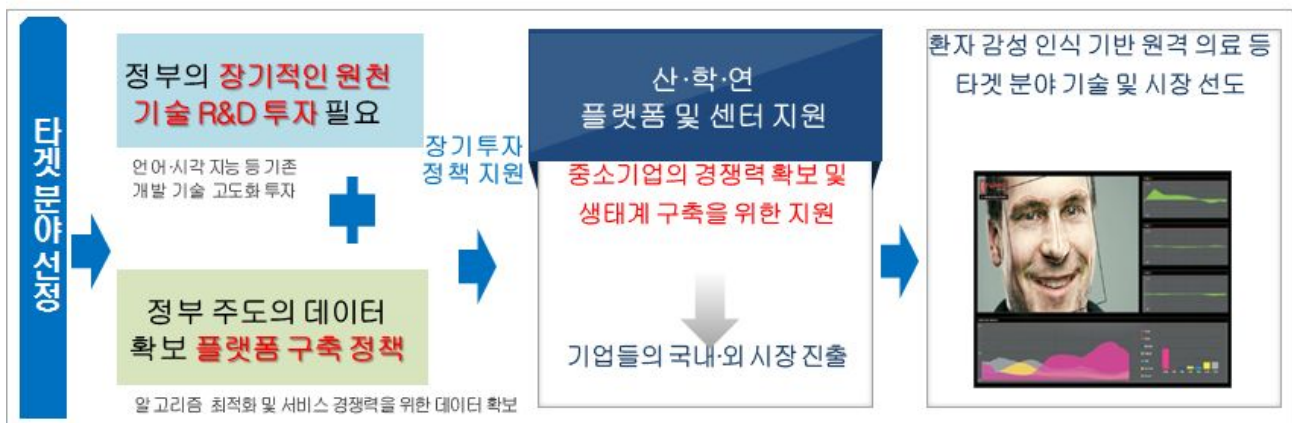 타겟 분야 선정
정부의 장기적인 원천
기술 R&D 투자 필요
언어·시각 지능 등 기존
개발 기술 고도화 투자
정부 주도의 데이터
확보 플랫폼 구축 정책
알고리즘 최적화 및 서비스 경쟁력을 위한 데이터 확보
장기투자
정책 지원
산·학·연
플랫폼 및 센터 지원
중소기업의 경쟁력 확보 및
생태계 구축을 위한 지원
기업들의 국내·외 시장 진출
환자 감성 인식 기반 원격 의료 등
타겟 분야 기술 및 시장 선도